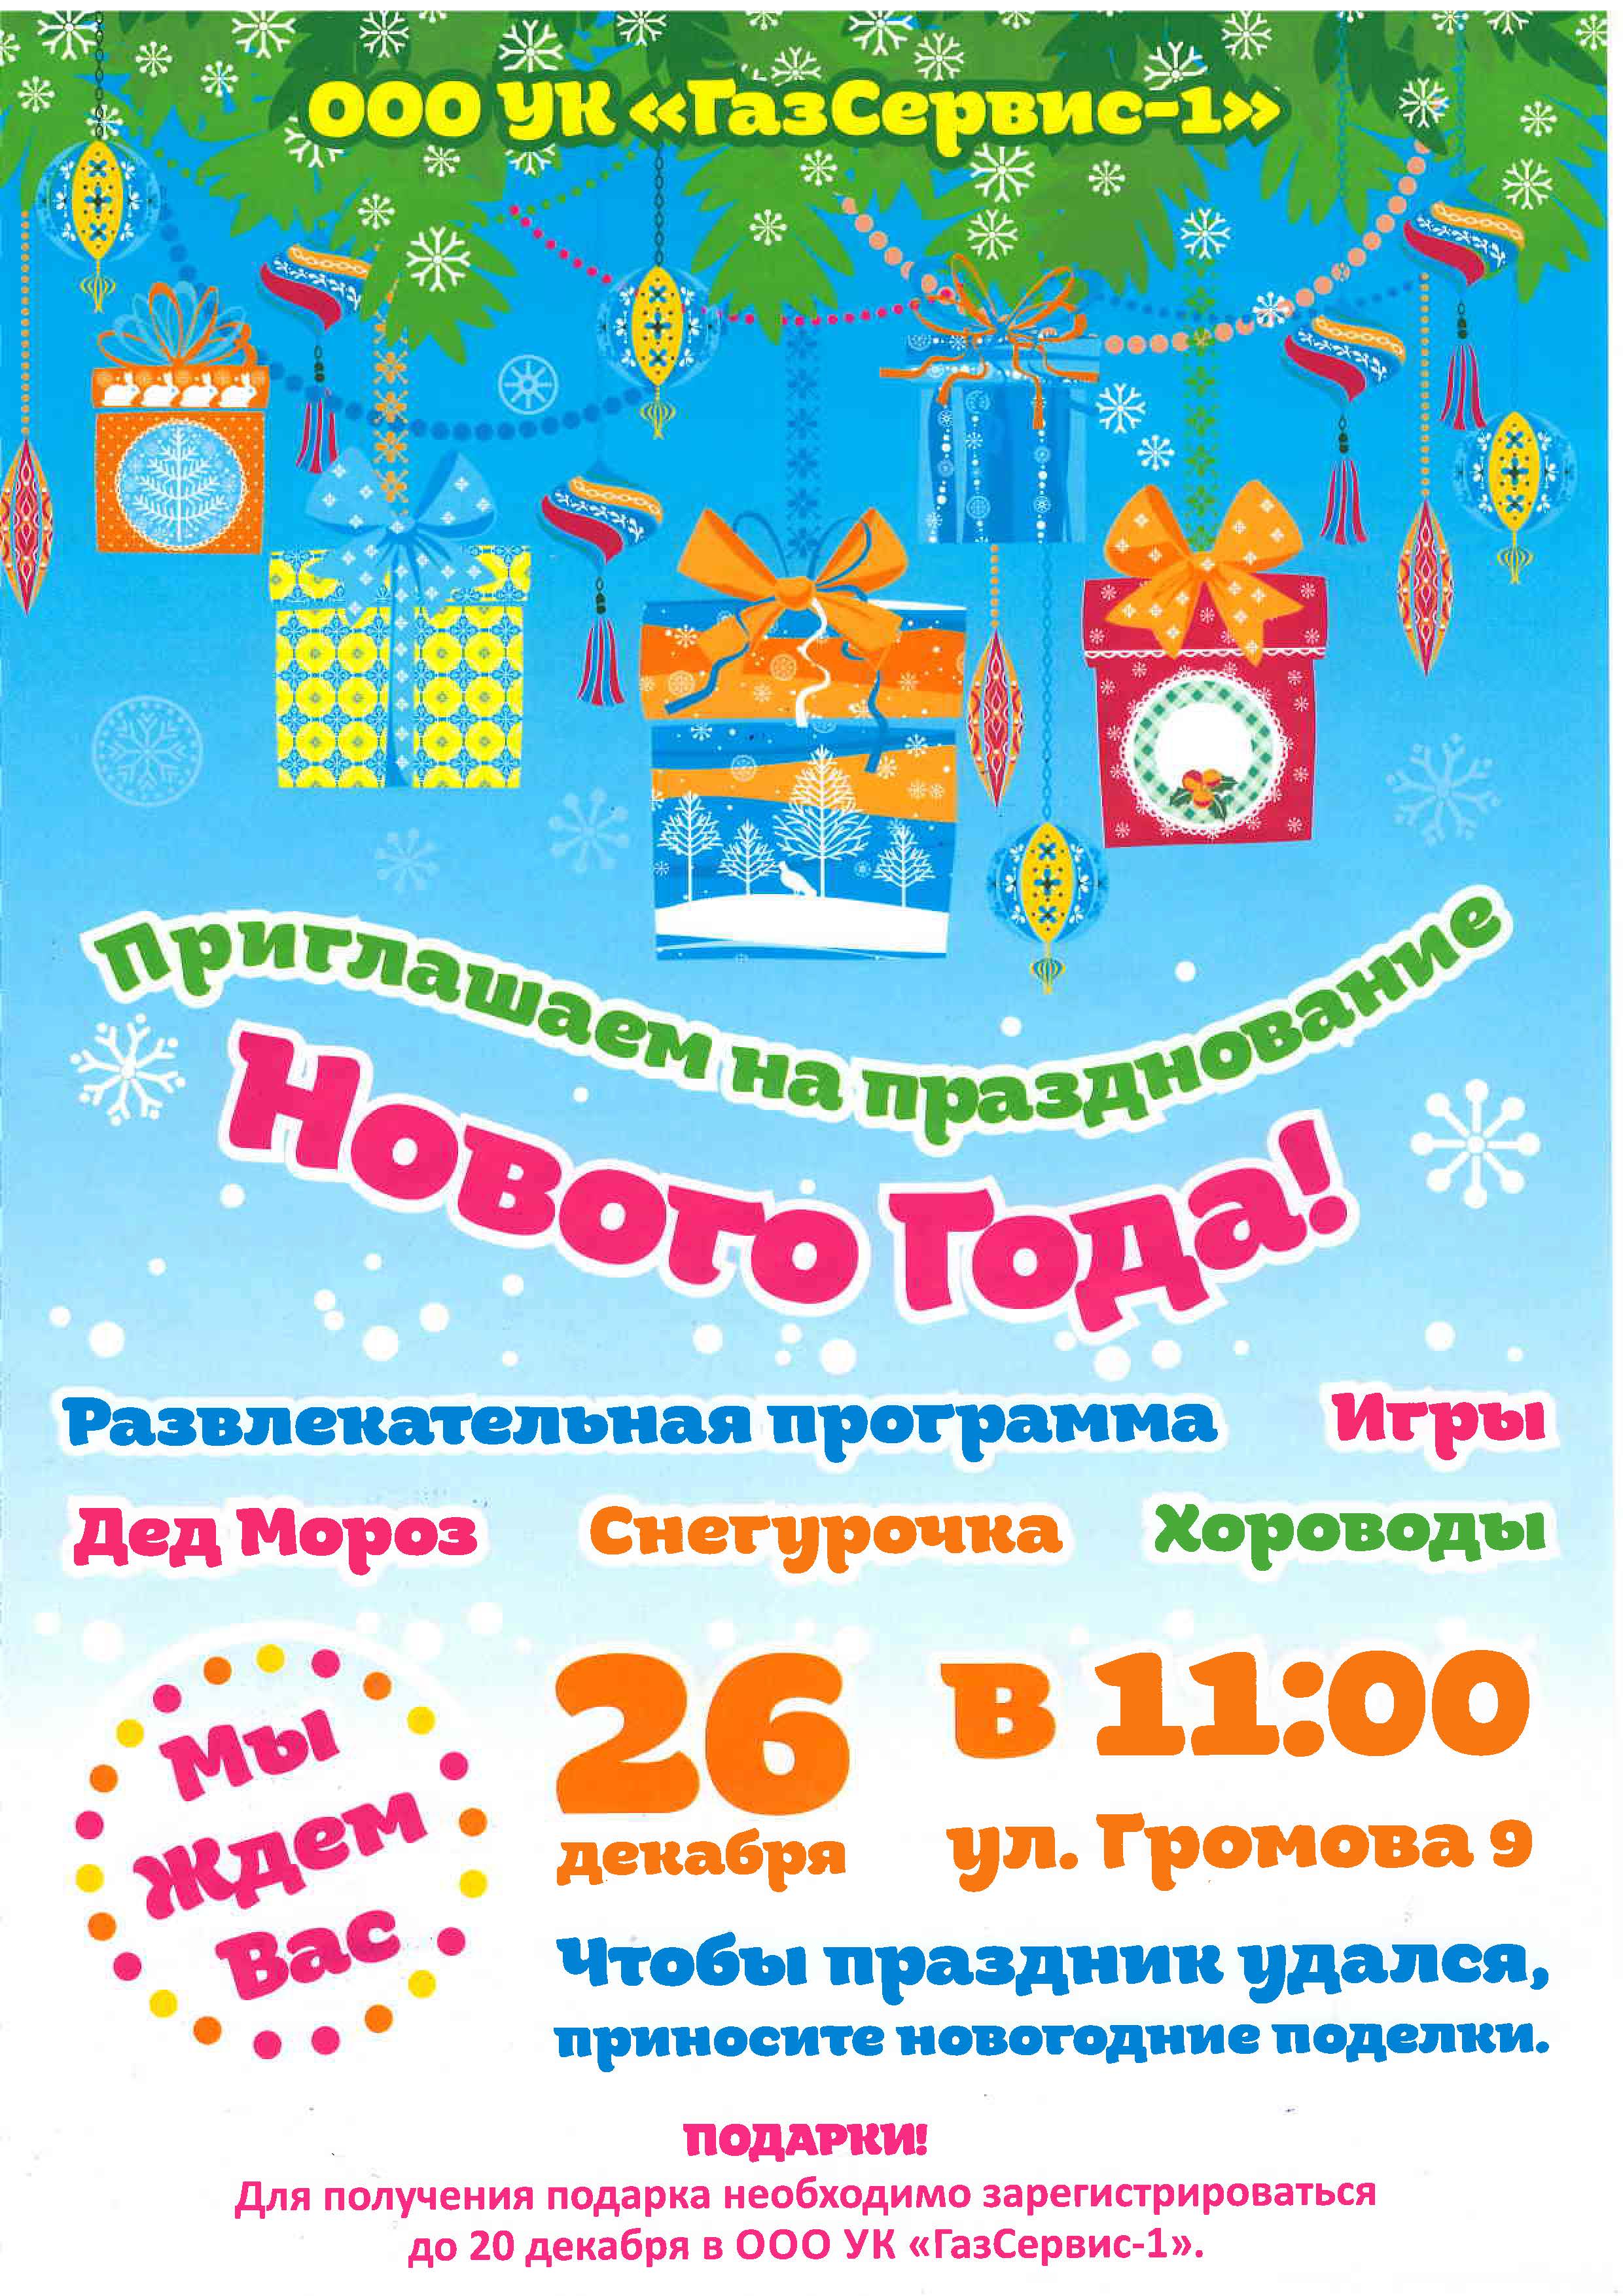 ООО УК «ГазСервис-1»
Приглашаем на празднование
Нового Года!
Развлекательная программа
Игры
Дед Мороз
Снегурочка
Хороводы
Мы
ждем
Вас
26
декабря
в 11:00
ул. Громова 9
Чтобы праздник удался,
приносите новогодние поделки.
ПОДАРКИ!
Для получения подарка необходимо зарегистрироваться
до 20 декабря в ООО УК «ГазСервис-1».